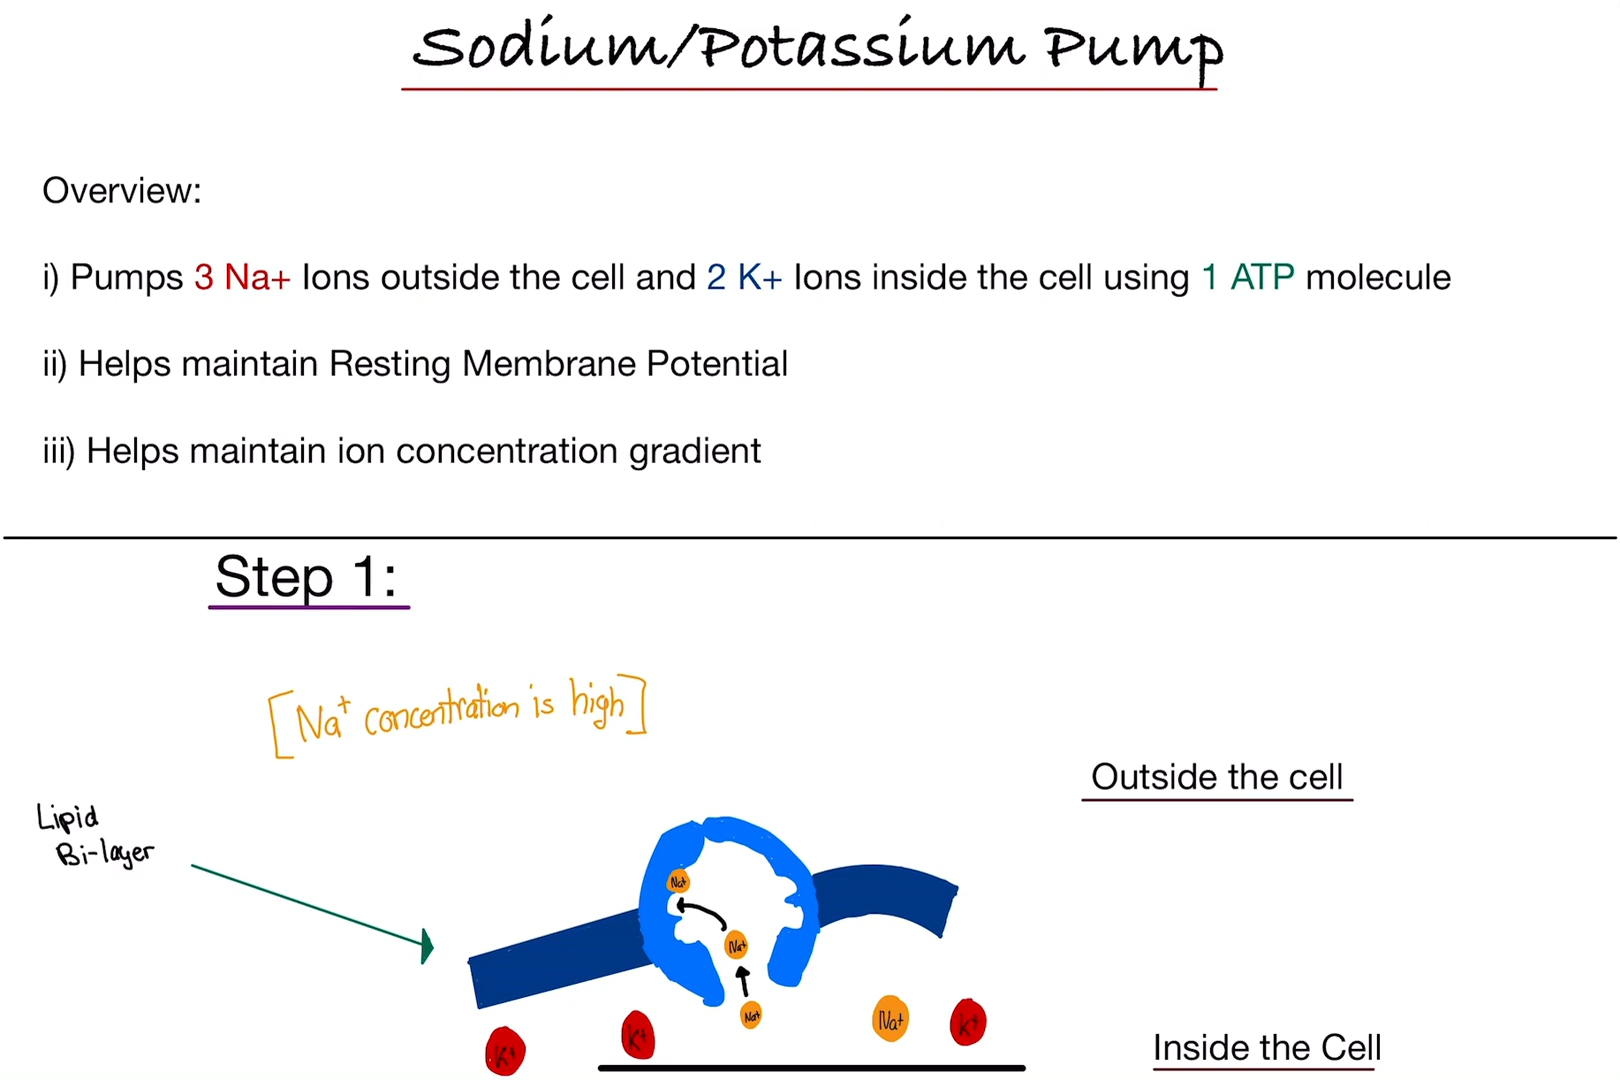 Sodium/Potassium Pump
Overview:
i) Pumps 3 Na+ Ions outside the cell and 2 K+ Ions inside the cell using 1 ATP molecule
ii) Helps maintain Resting Membrane Potential
iii) Helps maintain ion concentration gradient
Step 1:
[Na+ concentration is high]
Outside the cell
Lipid
Bi-layer
Na+
Na+
Na+
Na+
K+
K+
K+
Inside the Cell